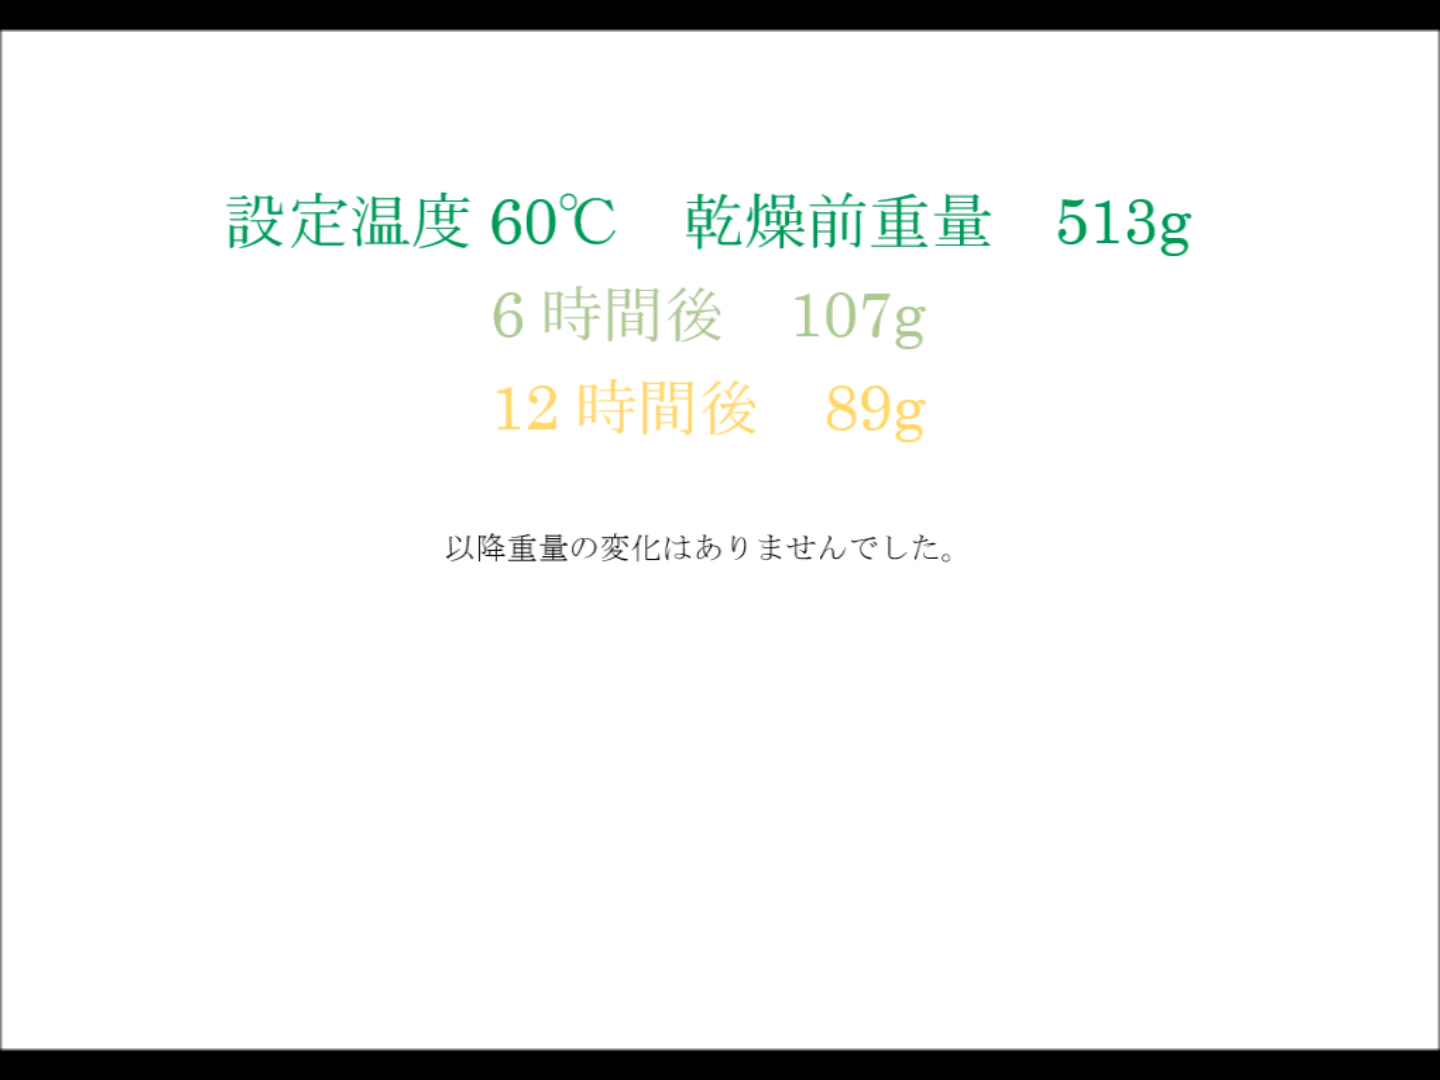 設定温度 60℃　乾燥前重量　513g
6 時間後　107g
12 時間後　89g
以降重量の変化はありませんでした。